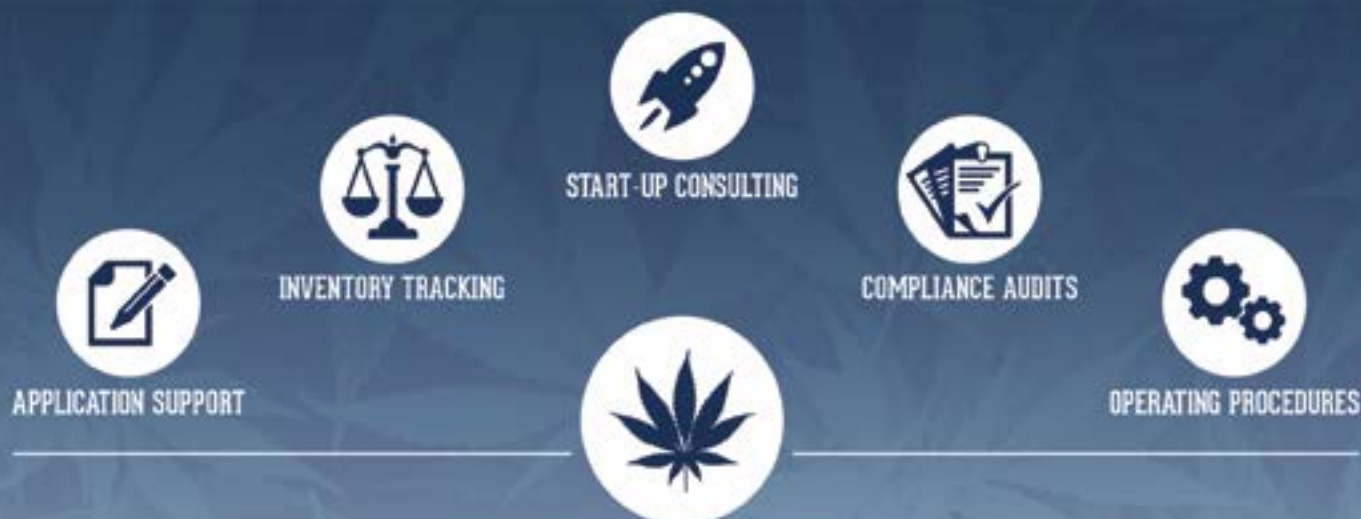 START-UP CONSULTING
INVENTORY TRACKING
COMPLIANCE AUDITS
APPLICATION SUPPORT
OPERATING PROCEDURES